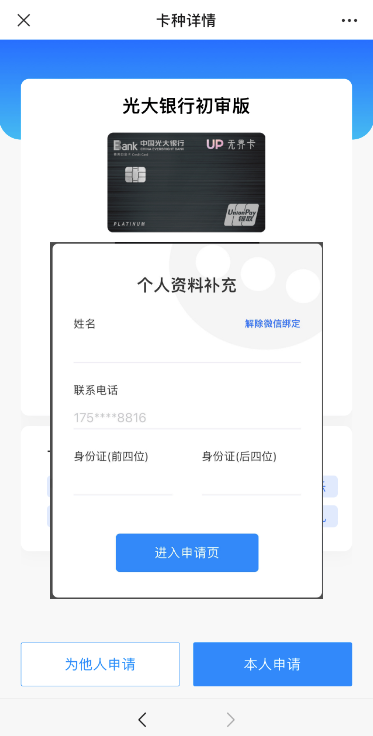 卡种详情
光大银行初审版
Bank 中国光大银行
CHINA EVERBRIGHT BANK
UP 无界卡
UnionPay
银联
PLATINUM
个人资料补充
姓名
解除微信绑定
联系电话
175****8816
身份证(前四位)
身份证(后四位)
进入申请页
为他人申请
本人申请